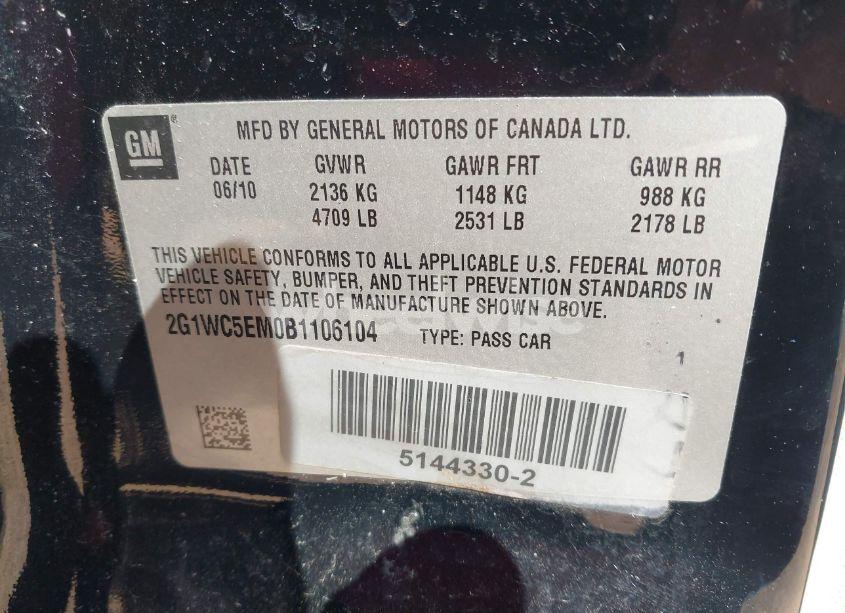 GM
MFD BY GENERAL MOTORS OF CANADA LTD.
DATE GVWR GAWR FRT GAWR RR
06/10 2136 KG 1148 KG 988 KG
4709 LB 2531 LB 2178 LB
THIS VEHICLE CONFORMS TO ALL APPLICABLE U.S. FEDERAL MOTOR
VEHICLE SAFETY, BUMPER, AND THEFT PREVENTION STANDARDS IN
EFFECT ON THE DATE OF MANUFACTURE SHOWN ABOVE.
2G1WC5EM0B1106104 TYPE: PASS CAR
1
5144330-2